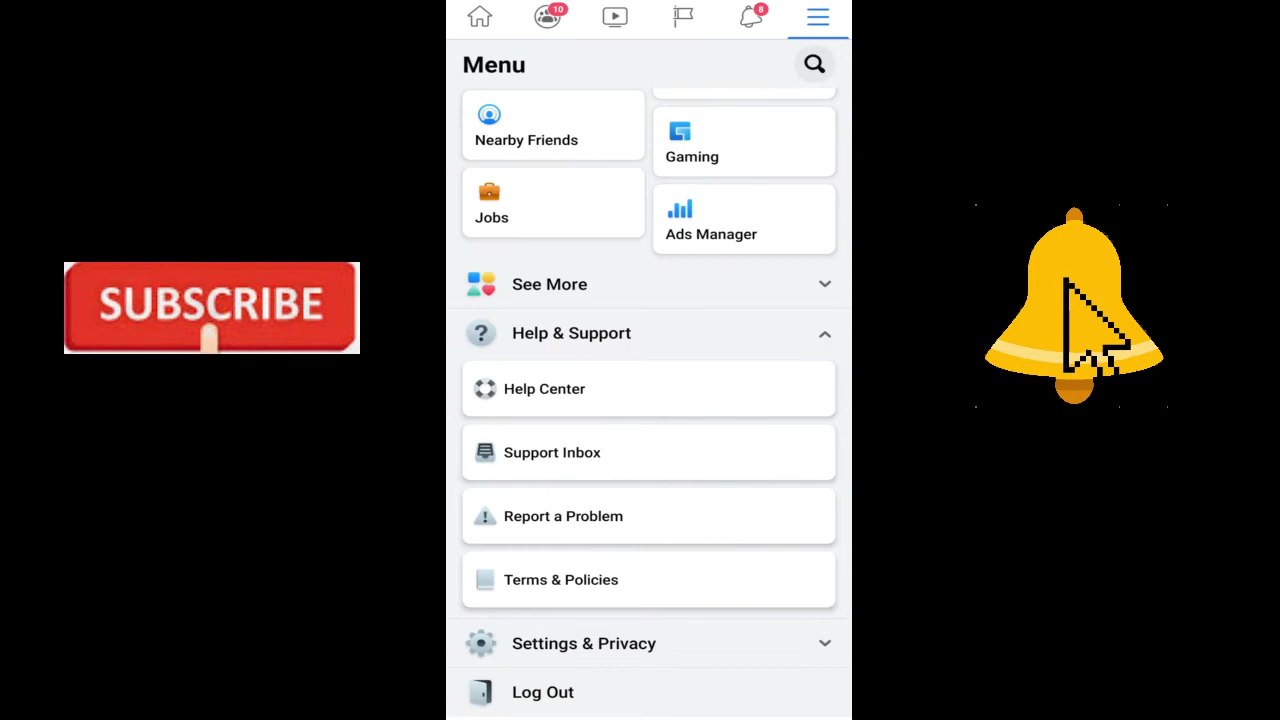 10
8
Menu
Nearby Friends
Gaming
Jobs
Ads Manager
See More
Help & Support
Help Center
Support Inbox
Report a Problem
Terms & Policies
Settings & Privacy
Log Out
SUBSCRIBE